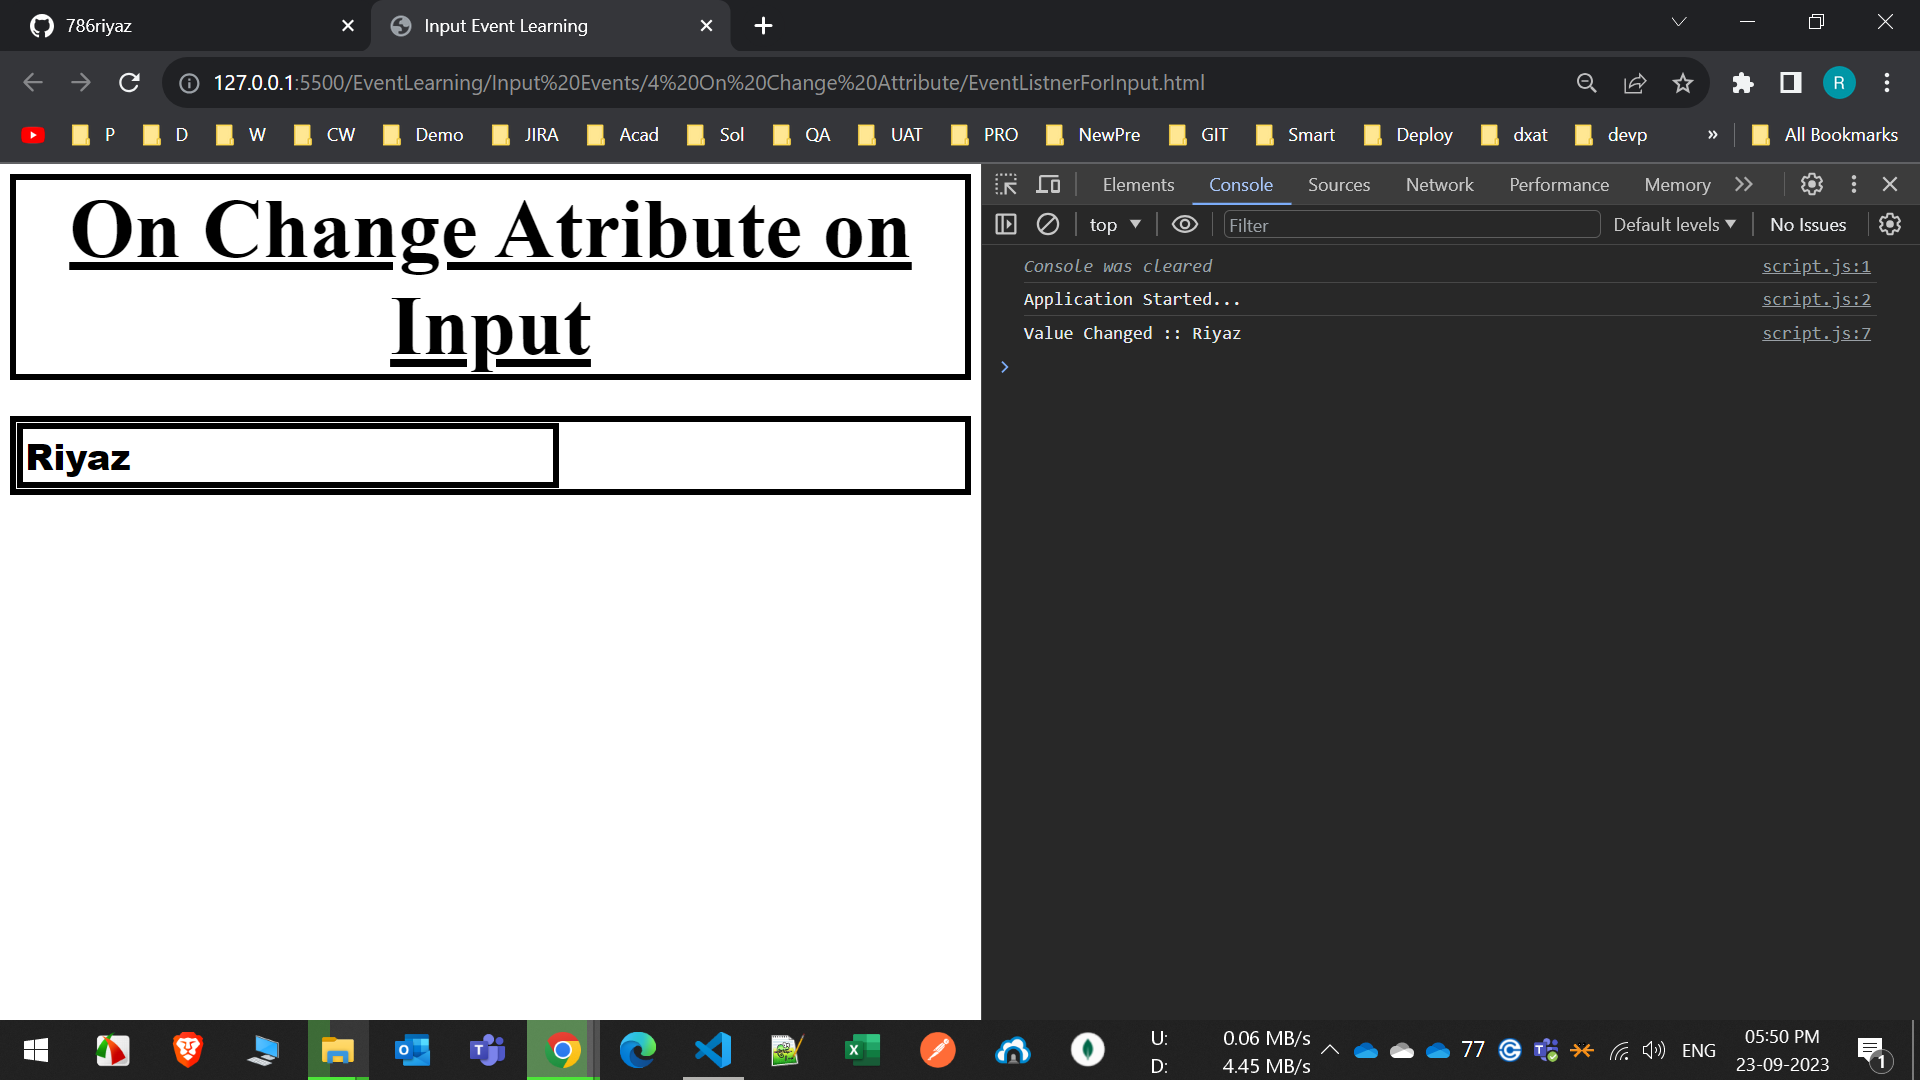 786riyaz
Input Event Learning
127.0.0.1:5500/EventLearning/Input%20Events/4%20On%20Change%20Attribute/EventListnerForInput.html
R
P D W CW Demo JIRA Acad Sol QA UAT PRO NewPre GIT Smart Deploy dxat devp » All Bookmarks
On Change Atribute on
Input
Riyaz
Elements Console Sources Network Performance Memory
top Filter Default levels No Issues
Console was cleared script.js:1
Application Started... script.js:2
Value Changed :: Riyaz script.js:7
U: 0.06 MB/s
D: 4.45 MB/s
77
ENG
05:50 PM
23-09-2023
1